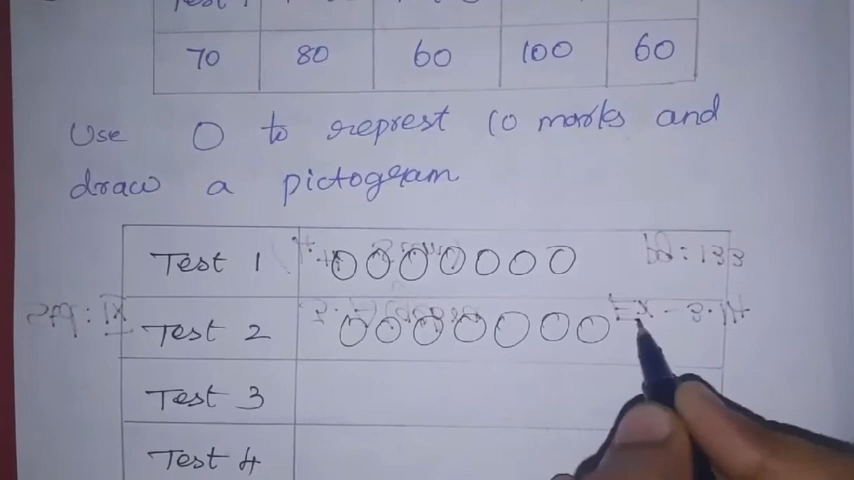 70 80 60 100 60
Use O to represt 10 marks and
draw a pictogram
Test 1
Test 2
Test 3
Test 4